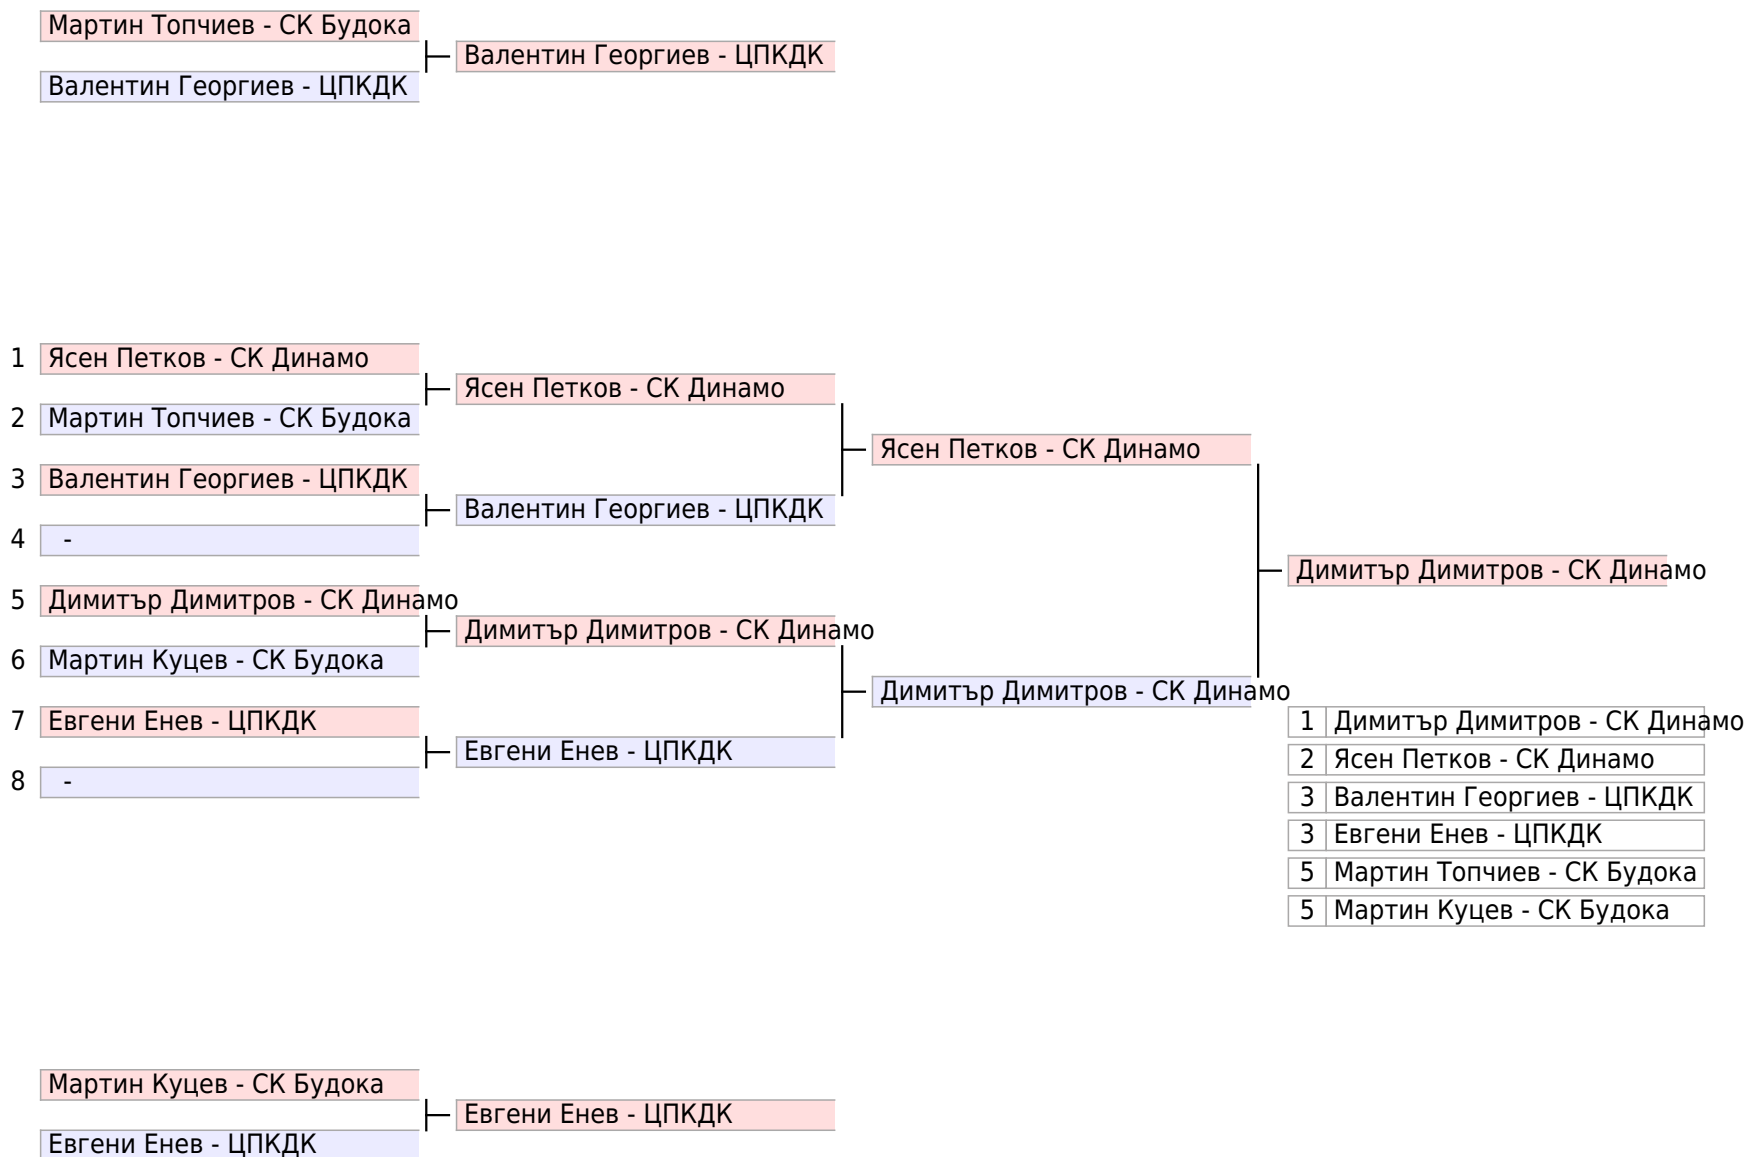 Мартин Топчиев - СК Будока
Валентин Георгиев - ЦПКДК
Валентин Георгиев - ЦПКДК
1 Ясен Петков - СК Динамо
Ясен Петков - СК Динамо
2 Мартин Топчиев - СК Будока
Ясен Петков - СК Динамо
3 Валентин Георгиев - ЦПКДК
Валентин Георгиев - ЦПКДК
4 -
Димитър Димитров - СК Динамо
5 Димитър Димитров - СК Динамо
Димитър Димитров - СК Динамо
6 Мартин Куцев - СК Будока
Димитър Димитров - СК Динамо
7 Евгени Енев - ЦПКДК
Евгени Енев - ЦПКДК
8 -
1 Димитър Димитров - СК Динамо
2 Ясен Петков - СК Динамо
3 Валентин Георгиев - ЦПКДК
3 Евгени Енев - ЦПКДК
5 Мартин Топчиев - СК Будока
5 Мартин Куцев - СК Будока
Мартин Куцев - СК Будока
Евгени Енев - ЦПКДК
Евгени Енев - ЦПКДК